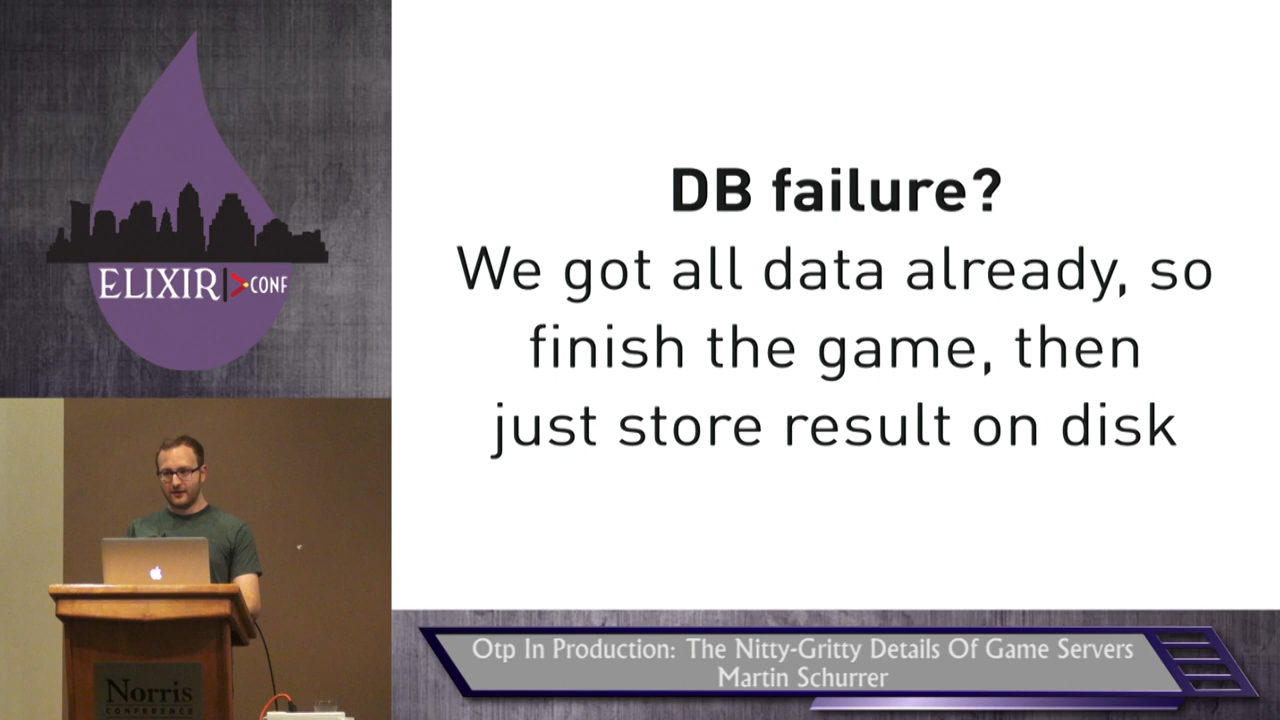 ELIXIR CONF
DB failure?
We got all data already, so
finish the game, then
just store result on disk
Norris
CONFERENCE
Otp In Production: The Nitty-Gritty Details Of Game Servers
Martin Schurrer